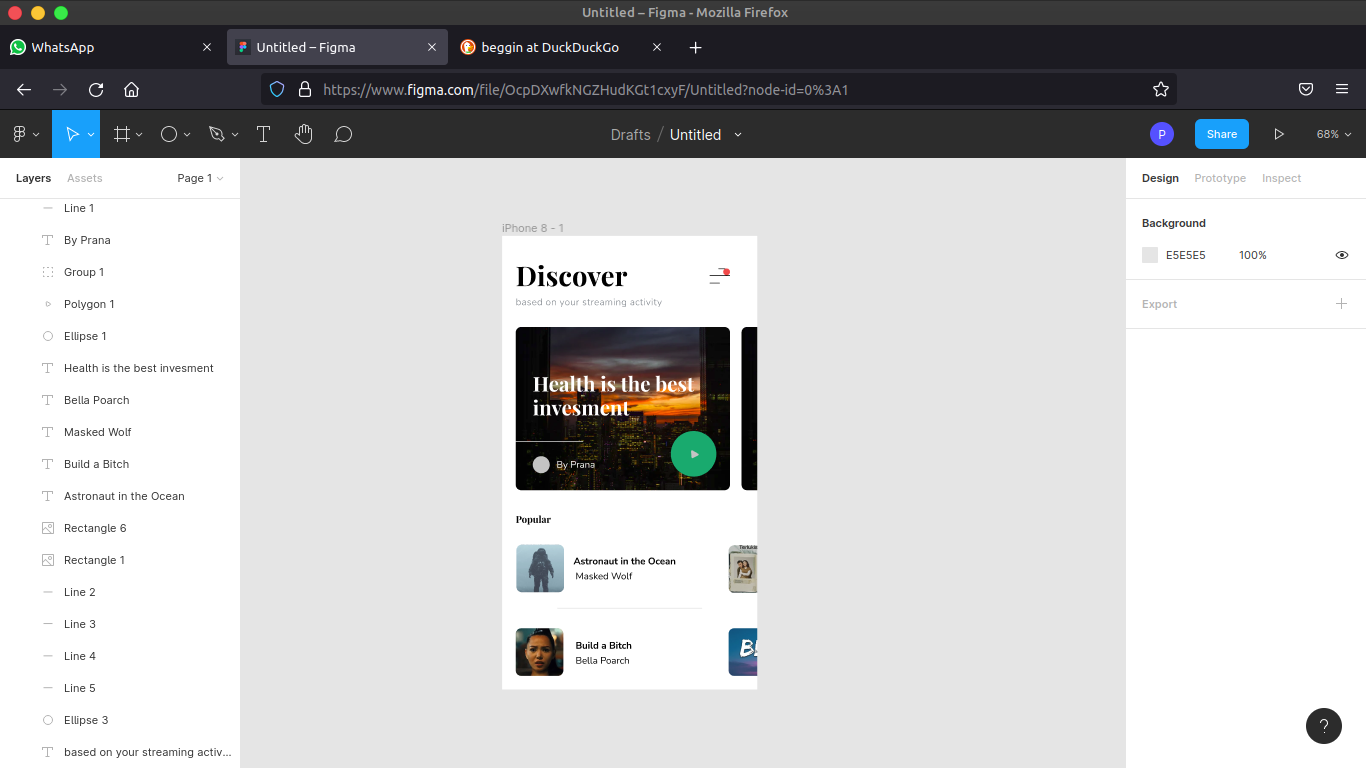 Untitled – Figma - Mozilla Firefox
WhatsApp
Untitled – Figma
beggin at DuckDuckGo
https://www.figma.com/file/OcpDXwfkNGZHudKGt1cxyF/Untitled?node-id=0%3A1
Drafts / Untitled
P
Share
68%
Layers
Assets
Page 1
Line 1
By Prana
Group 1
Polygon 1
Ellipse 1
Health is the best invesment
Bella Poarch
Masked Wolf
Build a Bitch
Astronaut in the Ocean
Rectangle 6
Rectangle 1
Line 2
Line 3
Line 4
Line 5
Ellipse 3
based on your streaming activ...
iPhone 8 - 1
Discover
based on your streaming activity
Health is the best
invesment
By Prana
Popular
Astronaut in the Ocean
Masked Wolf
Build a Bitch
Bella Poarch
Design
Prototype
Inspect
Background
E5E5E5
100%
Export
?